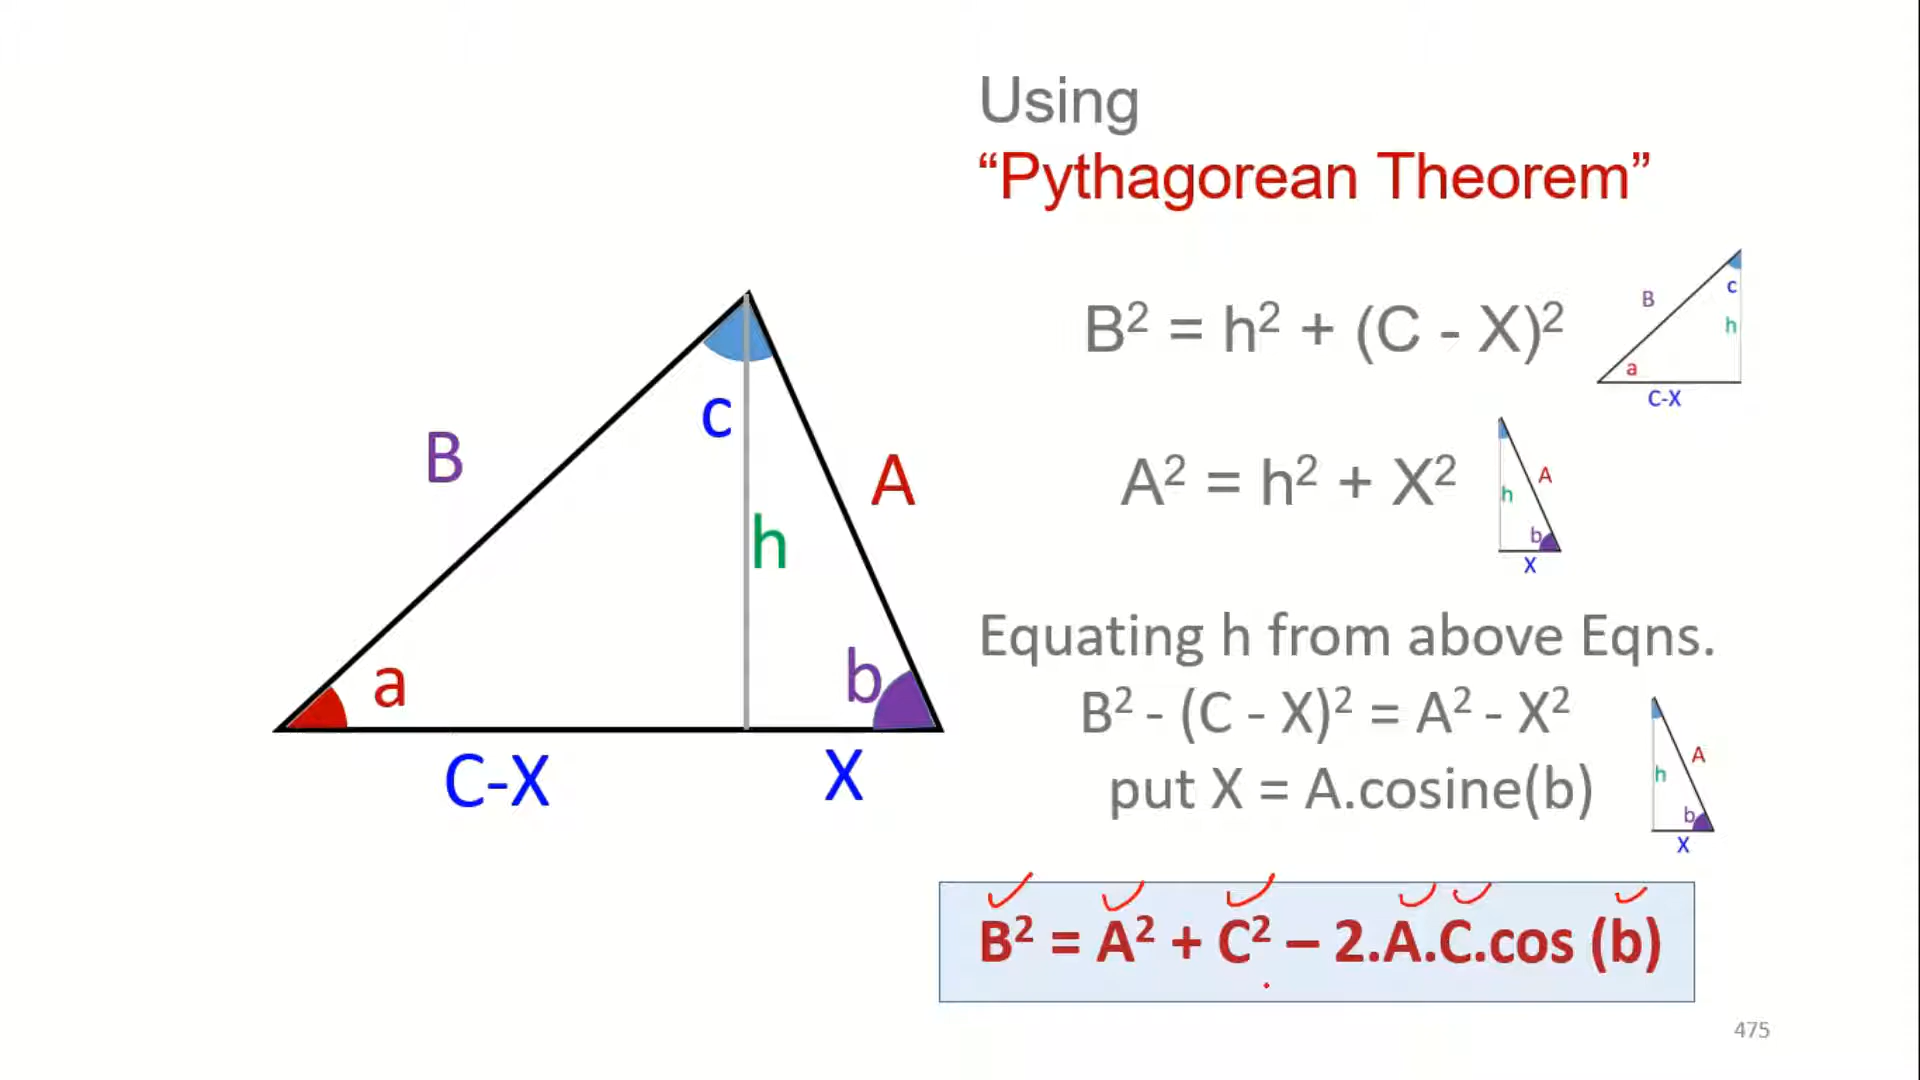 Using
“Pythagorean Theorem”
B² = h² + (C - X)²
B
c
h
a
C-X
A² = h² + X²
A
h
b
X
Equating h from above Eqns.
B² - (C - X)² = A² - X²
put X = A.cosine(b)
A
h
b
X
B² = A² + C² – 2.A.C.cos (b)
c
B
A
h
a
b
C-X
X
475